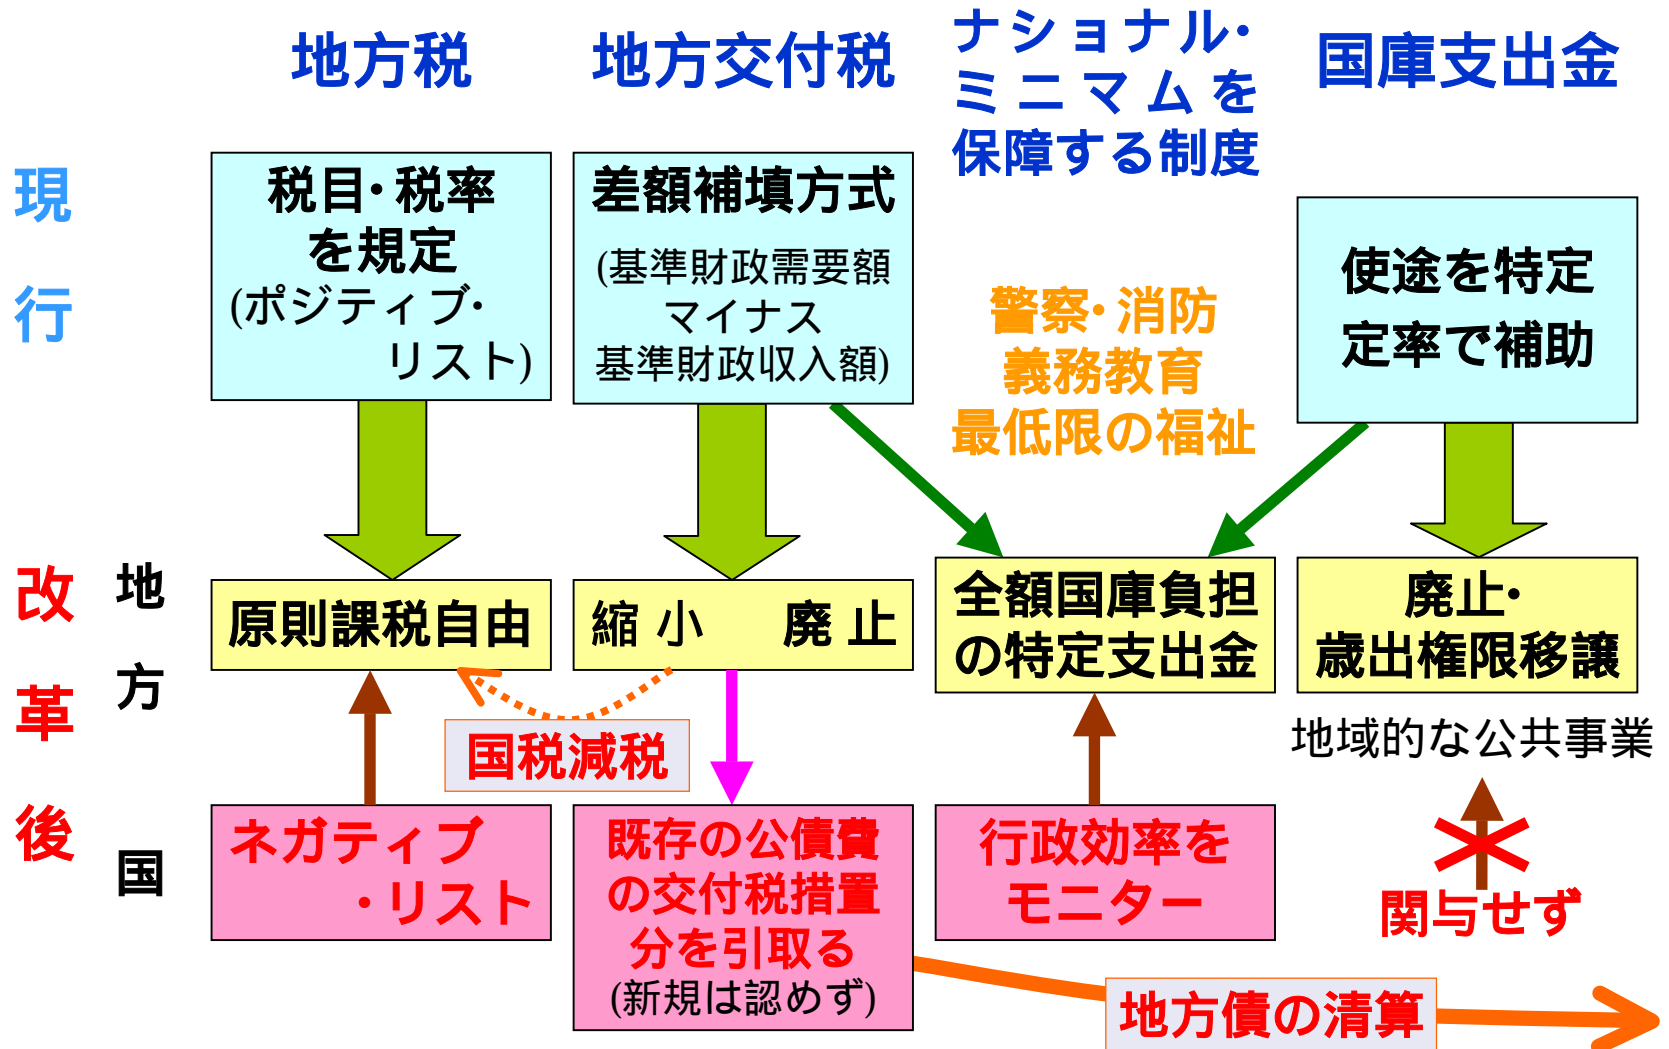 地方税
地方交付税
ナショナル・
ミニマムを
保障する制度
国庫支出金
現
行
税目・税率
を規定
(ポジティブ・
リスト)
差額補填方式
(基準財政需要額
マイナス
基準財政収入額)
警察・消防
義務教育
最低限の福祉
使途を特定
定率で補助
改
革
後
地
方
国
原則課税自由
縮小 廃止
全額国庫負担
の特定支出金
廃止・
歳出権限移譲
国税減税
地域的な公共事業
ネガティブ
・リスト
既存の公債費
の交付税措置
分を引取る
(新規は認めず)
行政効率を
モニター
関与せず
地方債の清算